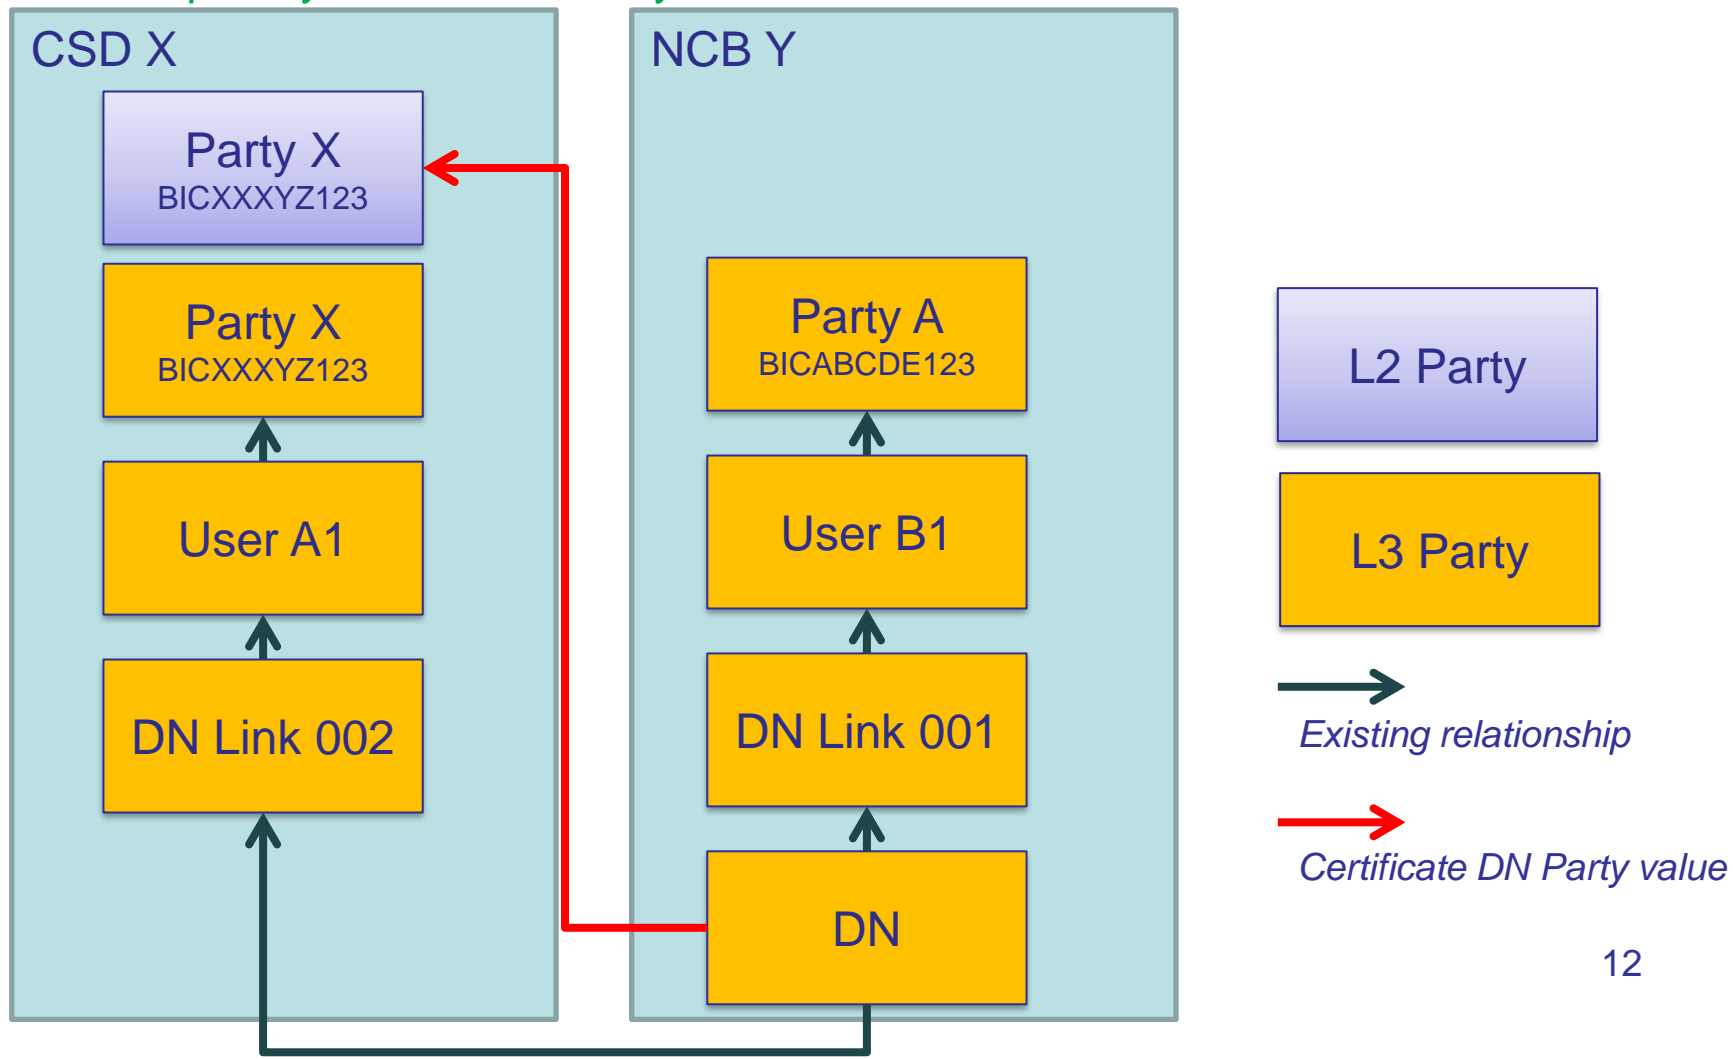 CSD X
Party X
BICXXXYZ123
Party X
BICXXXYZ123
User A1
DN Link 002
NCB Y
Party A
BICABCDE123
User B1
DN Link 001
DN
L2 Party
L3 Party
Existing relationship
Certificate DN Party value
12